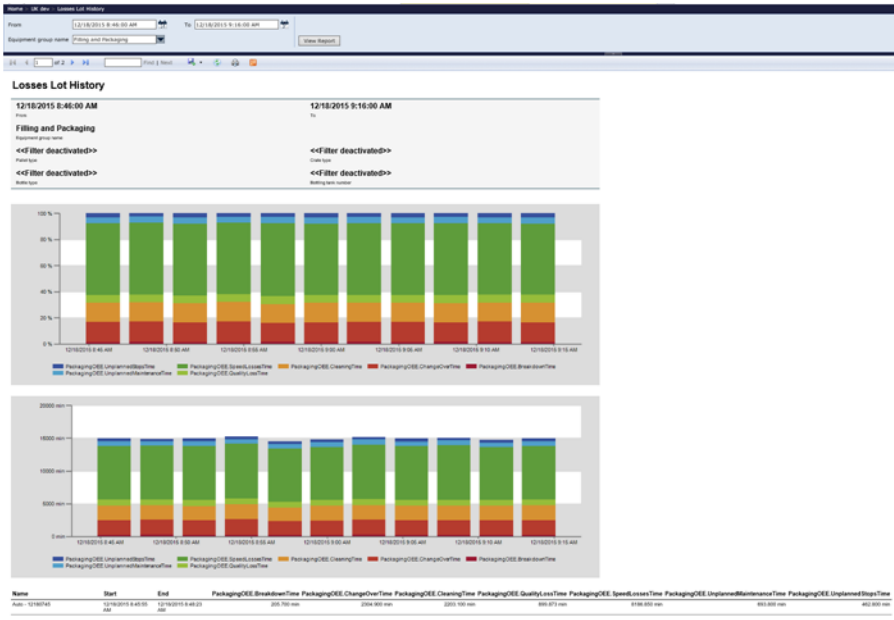 Home > UK dev > Losses Lot History
From 12/18/2015 8:46:00 AM To 12/18/2015 9:16:00 AM
Equipment group name Filling and Packaging View Report
1 of 2 Find | Next
Losses Lot History
12/18/2015 8:46:00 AM 12/18/2015 9:16:00 AM
From To
Filling and Packaging
Equipment group name
<<Filter deactivated>> <<Filter deactivated>>
Pallet type Crate type
<<Filter deactivated>> <<Filter deactivated>>
Bottle type Bottling tank number
100 %
80 %
60 %
40 %
20 %
0 %
12/18/2015 8:45 AM 12/18/2015 8:50 AM 12/18/2015 8:55 AM 12/18/2015 9:00 AM 12/18/2015 9:05 AM 12/18/2015 9:10 AM 12/18/2015 9:15 AM
PackagingOEE.UnplannedStopsTime PackagingOEE.SpeedLossesTime PackagingOEE.CleaningTime PackagingOEE.ChangeOverTime PackagingOEE.BreakdownTime
PackagingOEE.UnplannedMaintenanceTime PackagingOEE.QualityLossTime
20000 min
15000 min
10000 min
5000 min
0 min
12/18/2015 8:45 AM 12/18/2015 8:50 AM 12/18/2015 8:55 AM 12/18/2015 9:00 AM 12/18/2015 9:05 AM 12/18/2015 9:10 AM 12/18/2015 9:15 AM
PackagingOEE.UnplannedStopsTime PackagingOEE.SpeedLossesTime PackagingOEE.CleaningTime PackagingOEE.ChangeOverTime PackagingOEE.BreakdownTime
PackagingOEE.UnplannedMaintenanceTime PackagingOEE.QualityLossTime
Name Start End PackagingOEE.BreakdownTime PackagingOEE.ChangeOverTime PackagingOEE.CleaningTime PackagingOEE.QualityLossTime PackagingOEE.SpeedLossesTime PackagingOEE.UnplannedMaintenanceTime PackagingOEE.UnplannedStopsTime
Auto - 12180745 12/18/2015 8:45:55 AM 12/18/2015 8:48:23 AM 205.700 min 2304.900 min 2203.100 min min min min